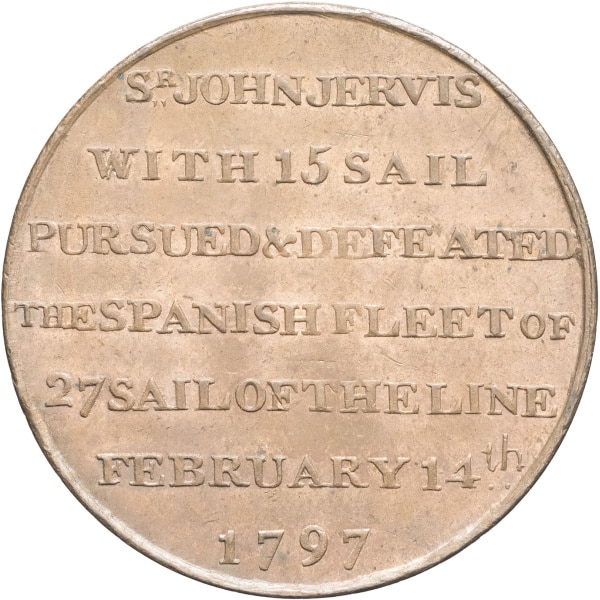 SR. JOHN JERVIS
WITH 15 SAIL
PURSUED & DEFEATED
THE SPANISH FLEET OF
27 SAIL OF THE LINE
FEBRUARY 14th
1797